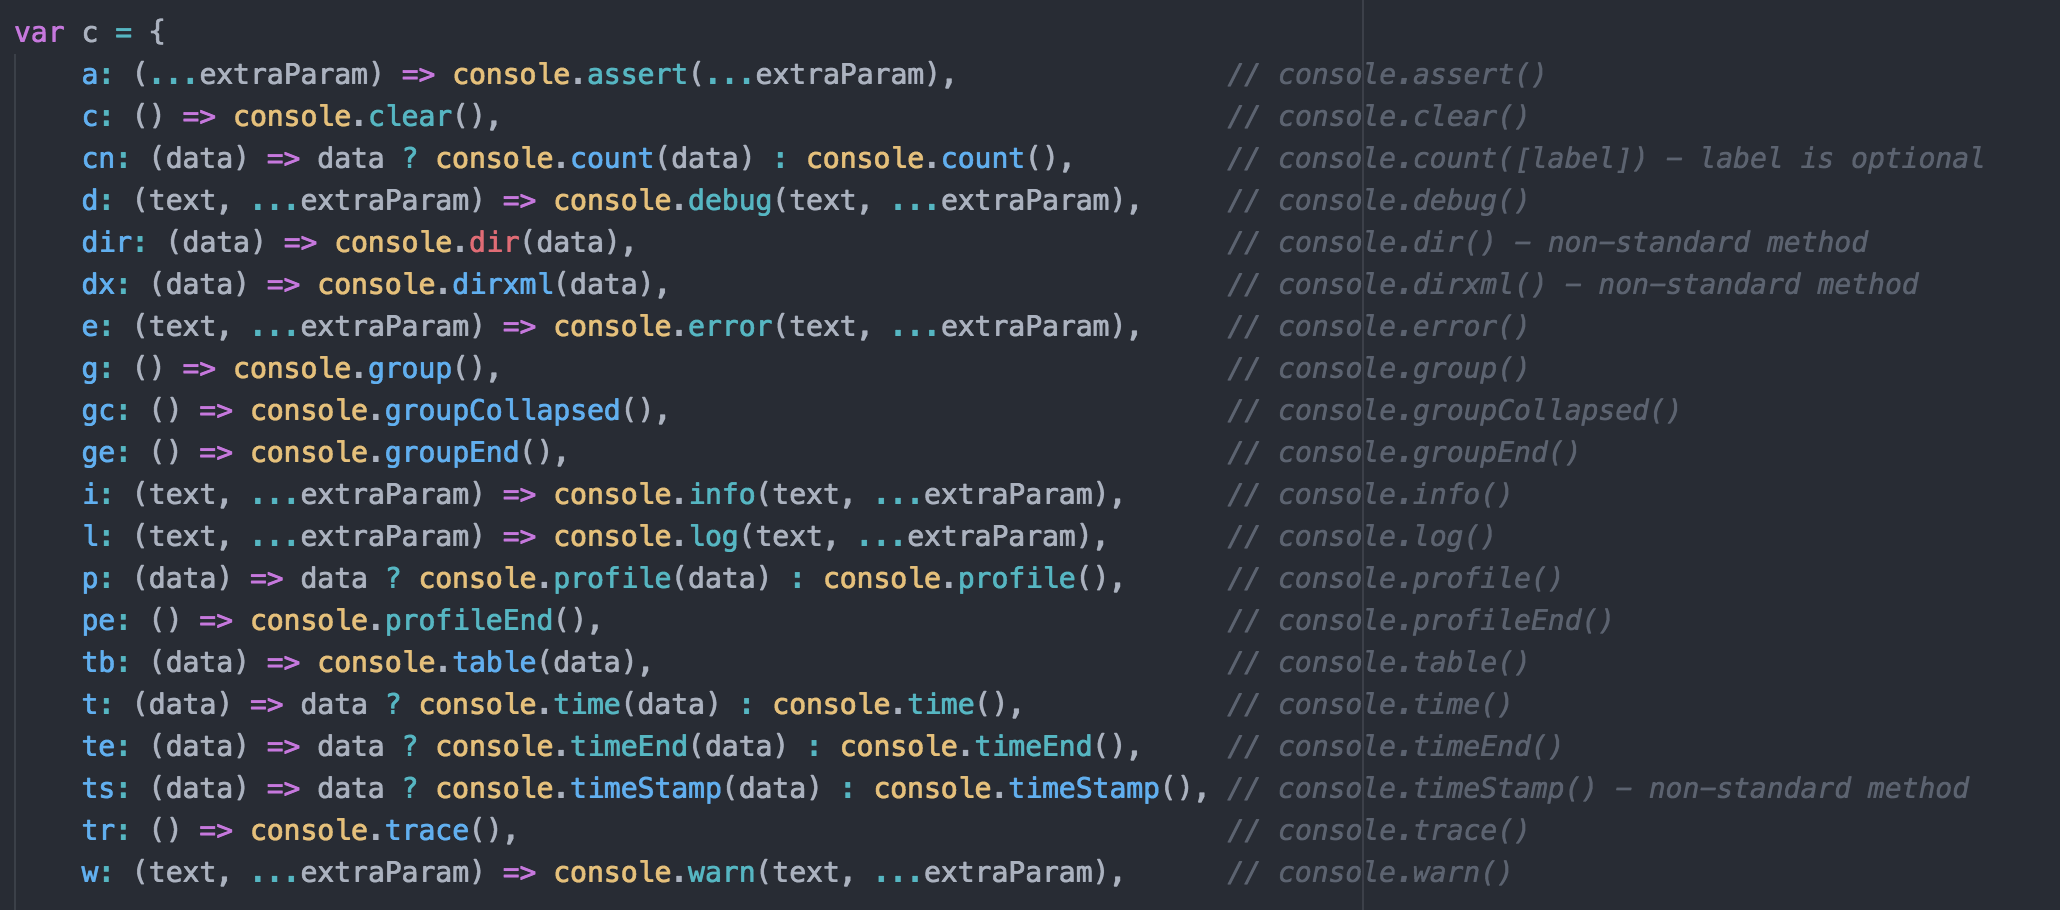 var c = {
    a: (...extraParam) => console.assert(...extraParam),                // console.assert()
    c: () => console.clear(),                                           // console.clear()
    cn: (data) => data ? console.count(data) : console.count(),         // console.count([label]) – label is optional
    d: (text, ...extraParam) => console.debug(text, ...extraParam),     // console.debug()
    dir: (data) => console.dir(data),                                   // console.dir() – non-standard method
    dx: (data) => console.dirxml(data),                                 // console.dirxml() – non-standard method
    e: (text, ...extraParam) => console.error(text, ...extraParam),     // console.error()
    g: () => console.group(),                                           // console.group()
    gc: () => console.groupCollapsed(),                                 // console.groupCollapsed()
    ge: () => console.groupEnd(),                                       // console.groupEnd()
    i: (text, ...extraParam) => console.info(text, ...extraParam),      // console.info()
    l: (text, ...extraParam) => console.log(text, ...extraParam),       // console.log()
    p: (data) => data ? console.profile(data) : console.profile(),      // console.profile()
    pe: () => console.profileEnd(),                                     // console.profileEnd()
    tb: (data) => console.table(data),                                  // console.table()
    t: (data) => data ? console.time(data) : console.time(),            // console.time()
    te: (data) => data ? console.timeEnd(data) : console.timeEnd(),     // console.timeEnd()
    ts: (data) => data ? console.timeStamp(data) : console.timeStamp(), // console.timeStamp() – non-standard method
    tr: () => console.trace(),                                          // console.trace()
    w: (text, ...extraParam) => console.warn(text, ...extraParam),      // console.warn()